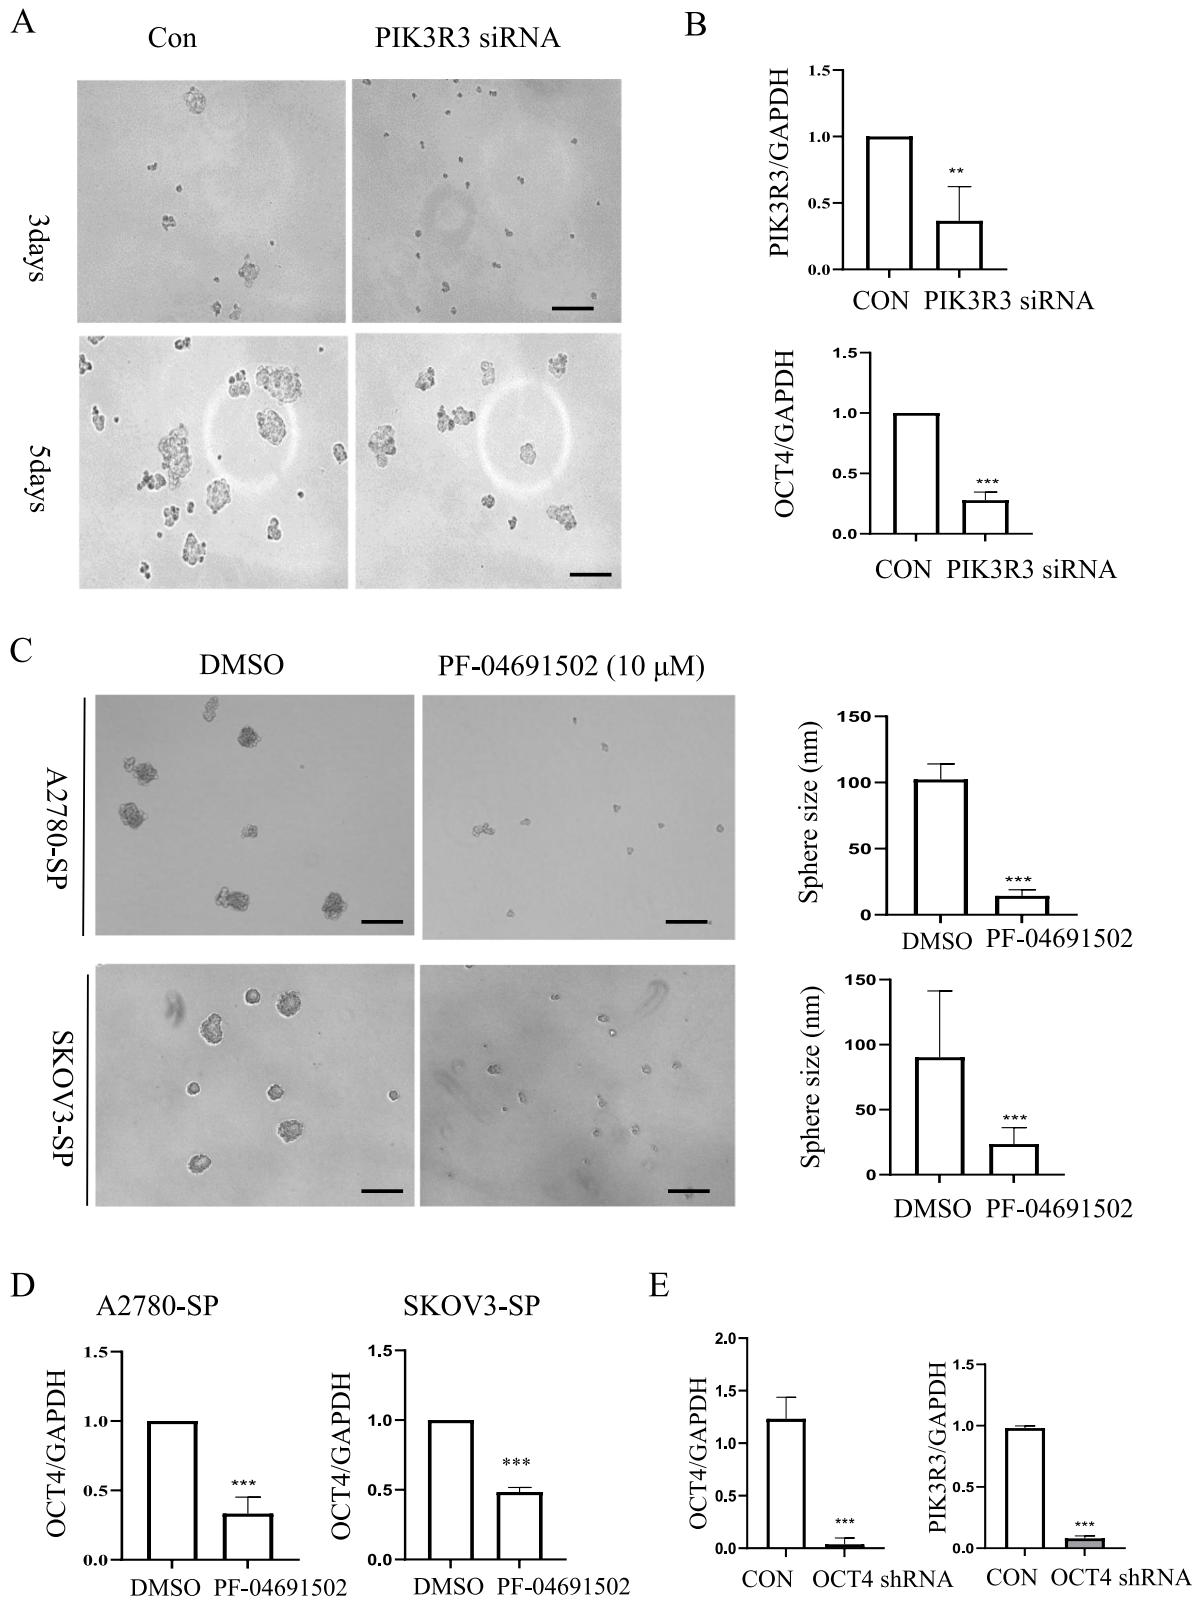 A
Con
PIK3R3 siRNA
3days
5days
B
PIK3R3/GAPDH
1.5
1.0
0.5
0.0
**
CON
PIK3R3 siRNA
OCT4/GAPDH
1.5
1.0
0.5
0.0
***
CON
PIK3R3 siRNA
C
DMSO
PF-04691502 (10 μM)
A2780-SP
SKOV3-SP
Sphere size (nm)
150
100
50
0
***
DMSO
PF-04691502
Sphere size (nm)
150
100
50
0
***
DMSO
PF-04691502
D
A2780-SP
OCT4/GAPDH
1.5
1.0
0.5
0.0
***
DMSO
PF-04691502
SKOV3-SP
OCT4/GAPDH
1.5
1.0
0.5
0.0
***
DMSO
PF-04691502
E
OCT4/GAPDH
2.0
1.5
1.0
0.5
0.0
***
CON
OCT4 shRNA
PIK3R3/GAPDH
1.5
1.0
0.5
0.0
***
CON
OCT4 shRNA